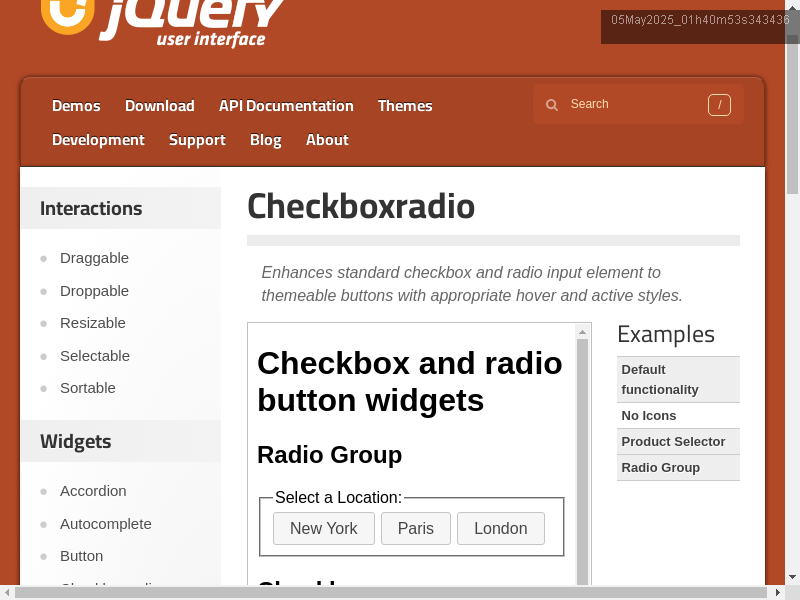 jQuery
user interface
05May2025_01h40m53s343436
Demos Download API Documentation Themes
Search /
Development Support Blog About
Interactions
Draggable
Droppable
Resizable
Selectable
Sortable
Widgets
Accordion
Autocomplete
Button
Checkboxradio
Enhances standard checkbox and radio input element to
themeable buttons with appropriate hover and active styles.
Checkbox and radio
button widgets
Radio Group
Select a Location:
New York Paris London
Examples
Default
functionality
No Icons
Product Selector
Radio Group